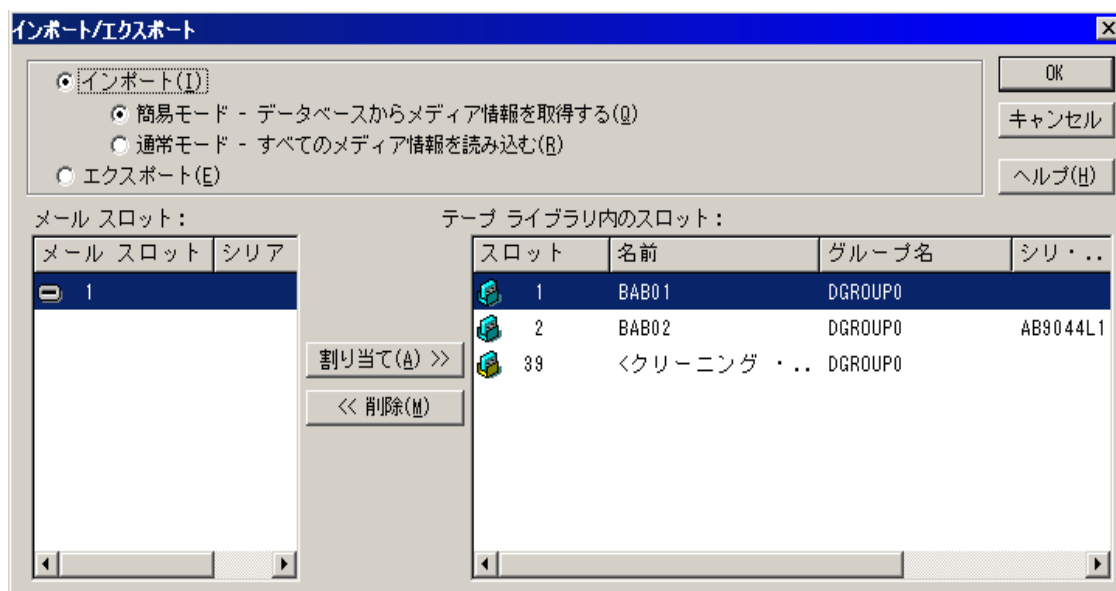 インポート/エクスポート
インポート(I)
簡易モード - データベースからメディア情報を取得する(Q)
通常モード - すべてのメディア情報を読み込む(R)
エクスポート(E)
OK
キャンセル
ヘルプ(H)
メール スロット：
テープ ライブラリ内のスロット：
メール スロット シリア
スロット 名前 グループ名 シリ・..
1
1 BAB01 DGROUP0
2 BAB02 DGROUP0 AB9044L1
39 <クリーニング ・.. DGROUP0
割り当て(A) >>
<< 削除(M)